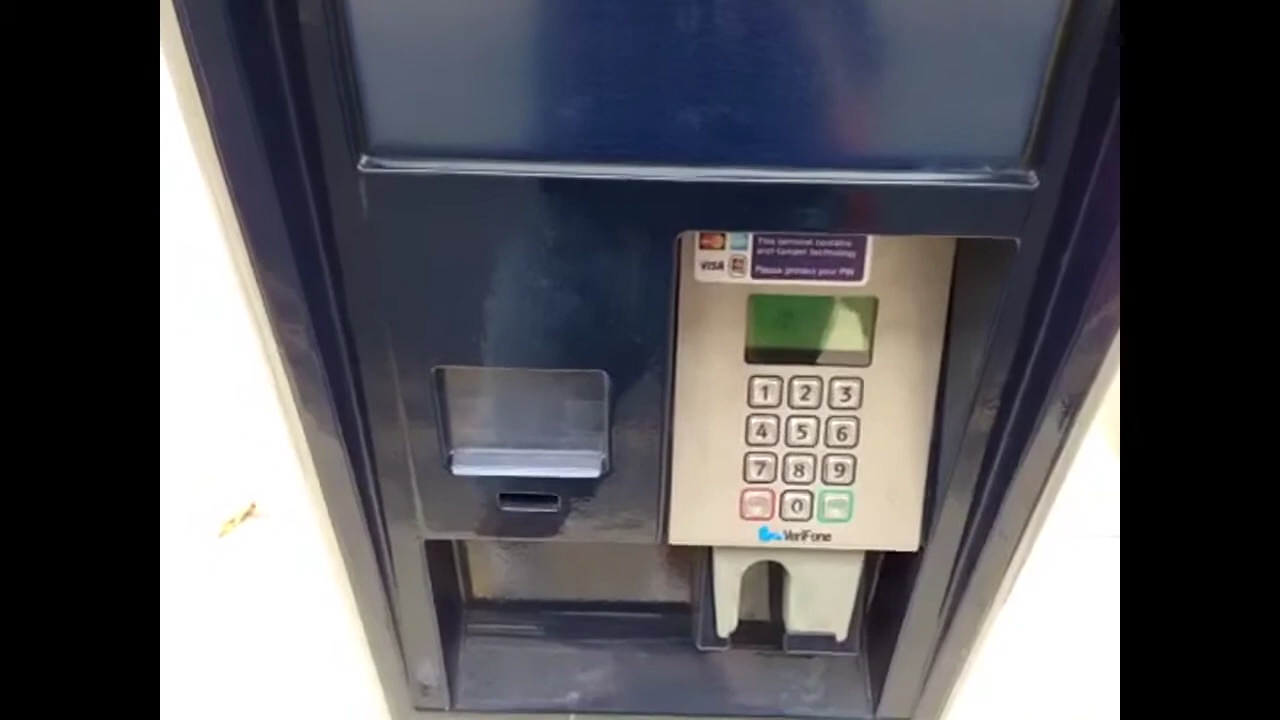 This terminal contains
anti-tamper technology
Please protect your PIN
VISA
1 2 3
4 5 6
7 8 9
0
VeriFone